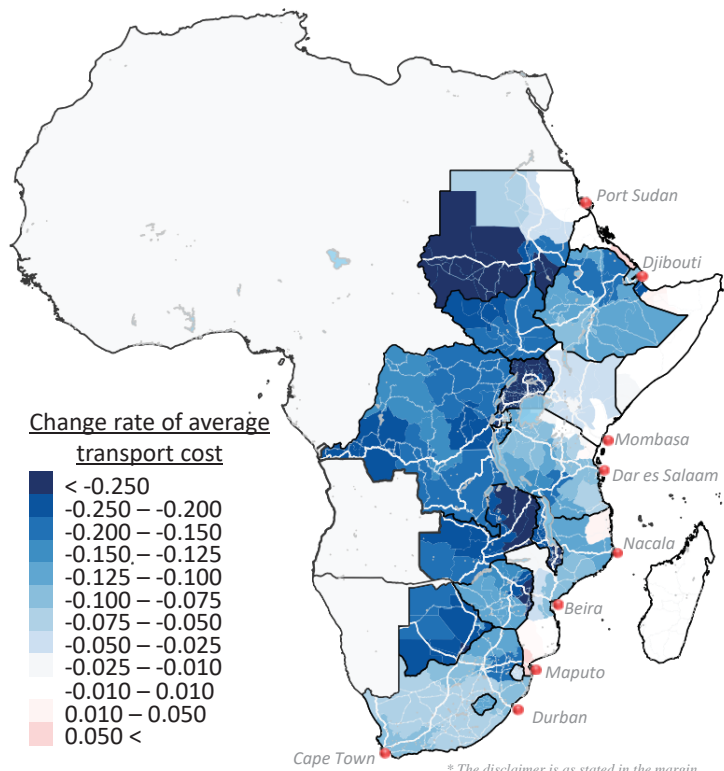 Port Sudan
Djibouti
Change rate of average
transport cost
< -0.250
-0.250 – -0.200
-0.200 – -0.150
-0.150 – -0.125
-0.125 – -0.100
-0.100 – -0.075
-0.075 – -0.050
-0.050 – -0.025
-0.025 – -0.010
-0.010 – 0.010
0.010 – 0.050
0.050 <
Mombasa
Dar es Salaam
Nacala
Beira
Maputo
Durban
Cape Town
* The disclaimer is as stated in the margin